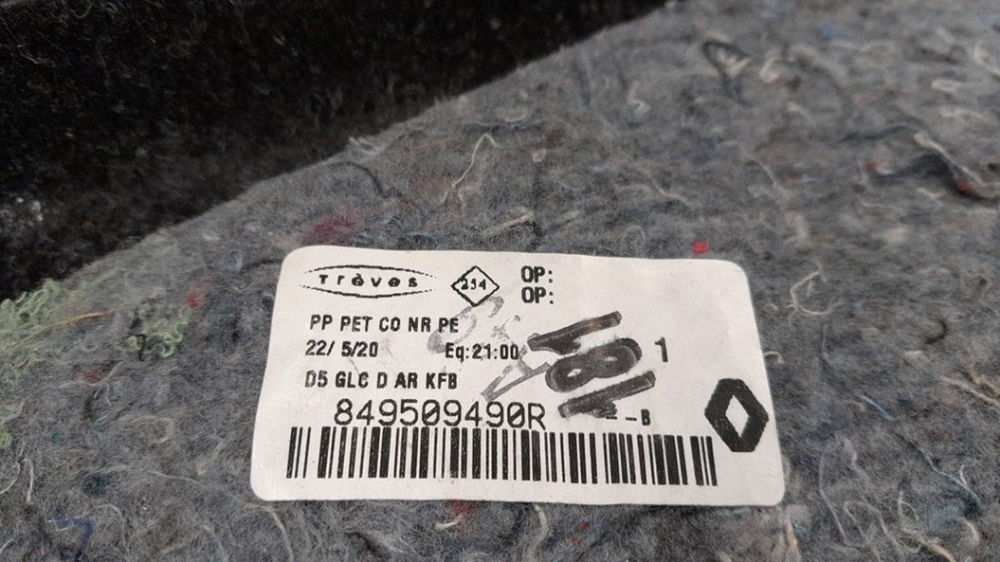 Trèves
254
OP:
OP:
PP PET CO NR PE
22/ 5/20 Eq:21:00
1
D5 GLC D AR KFB
849509490R --B